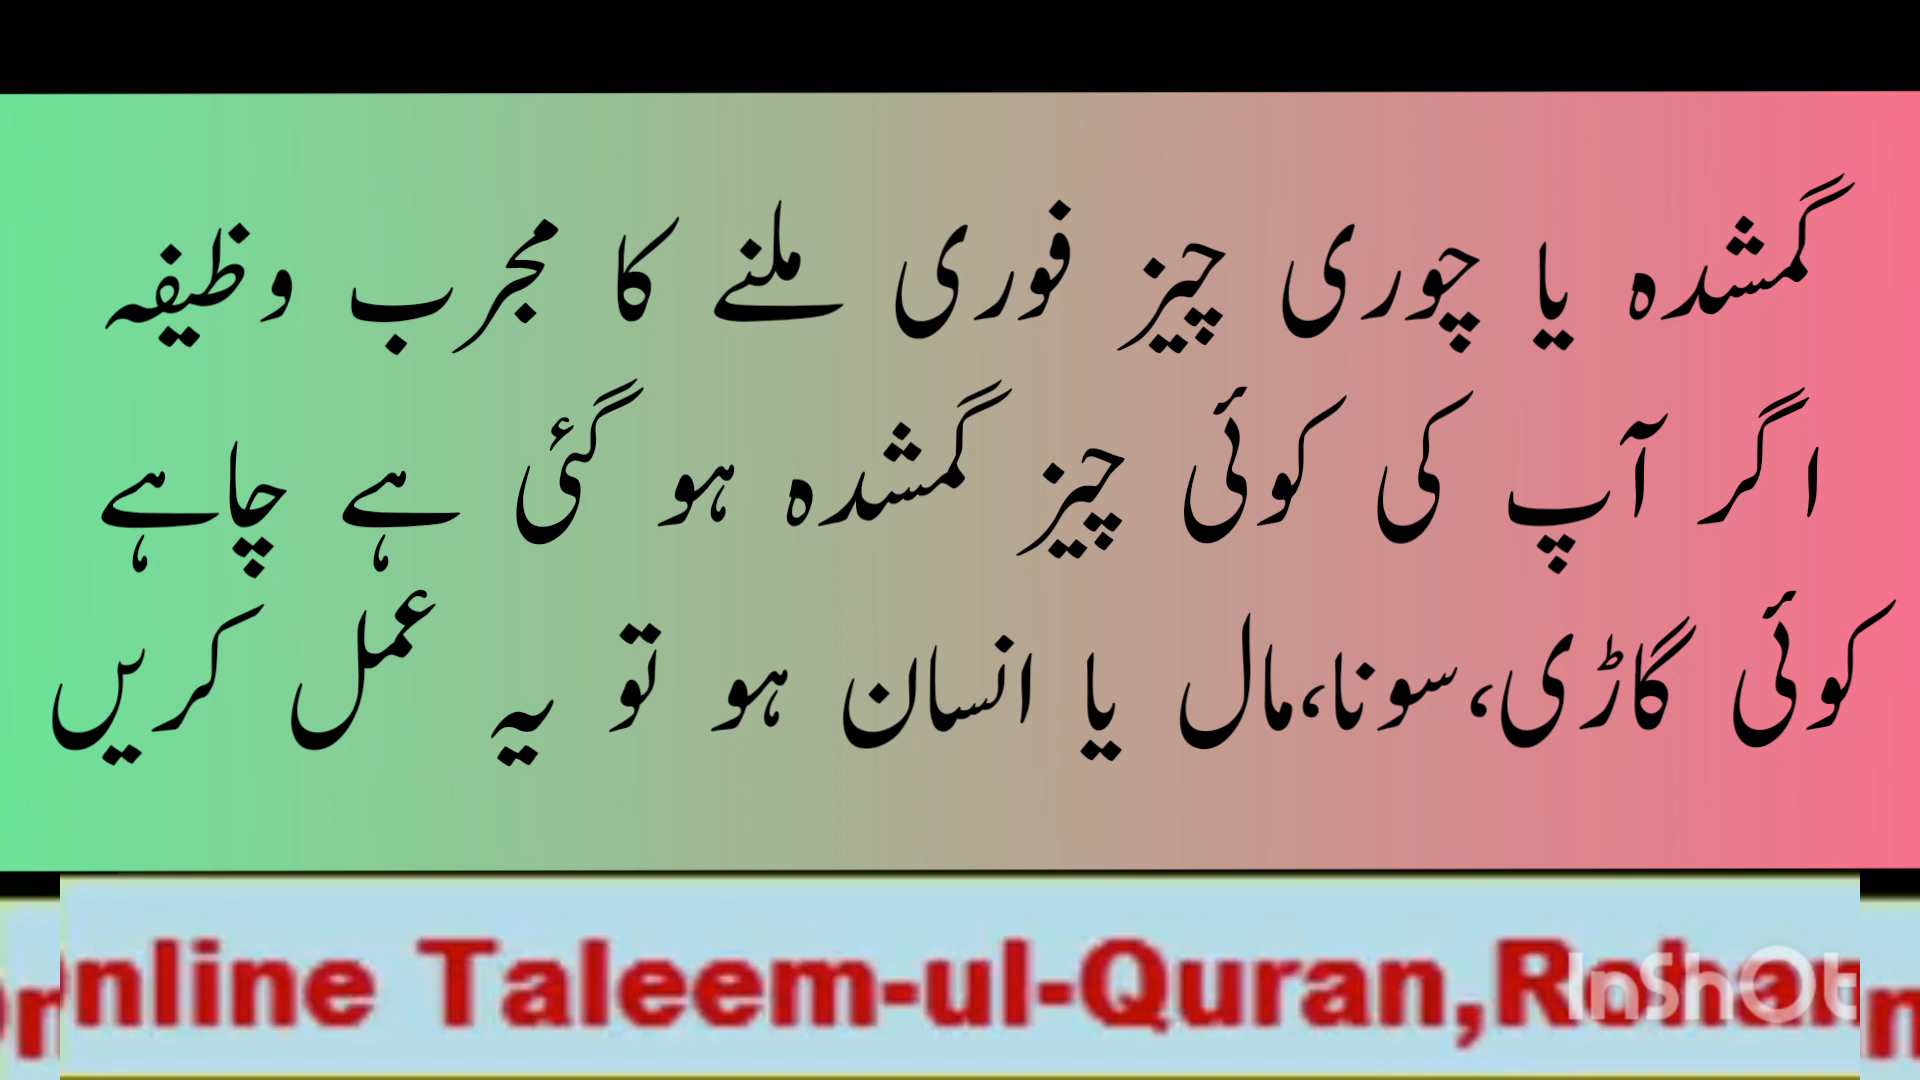 گمشدہ یا چوری چیز فوری ملنے کا مجرب وظیفہ
اگر آپ کی کوئی چیز گمشدہ ہو گئی ہے چاہے
کوئی گاڑی،سونا،مال یا انسان ہو تو یہ عمل کریں
nline Taleem-ul-Quran,Rohan
InShOt